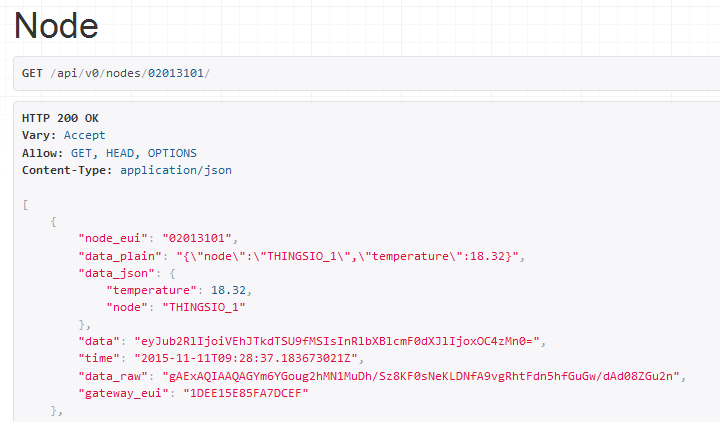 Node
GET /api/v0/nodes/02013101/
HTTP 200 OK
Vary: Accept
Allow: GET, HEAD, OPTIONS
Content-Type: application/json
[
{
"node_eui": "02013101",
"data_plain": "{\"node\":\"THINGSIO_1\",\"temperature\":18.32}",
"data_json": {
"temperature": 18.32,
"node": "THINGSIO_1"
},
"data": "eyJub2RlIjoiVEhJTkdTSU9fMSIsInRlbXBlcmF0dXJlIjoxOC4zMn0=",
"time": "2015-11-11T09:28:37.183673021Z",
"data_raw": "gAExAQIAAQAGYm6YGoug2hMN1MuDh/Sz8KF0sNeKLDNfA9vgRhtFdn5hfGuGw/dAd08ZGu2n",
"gateway_eui": "1DEE15E85FA7DCEF"
},